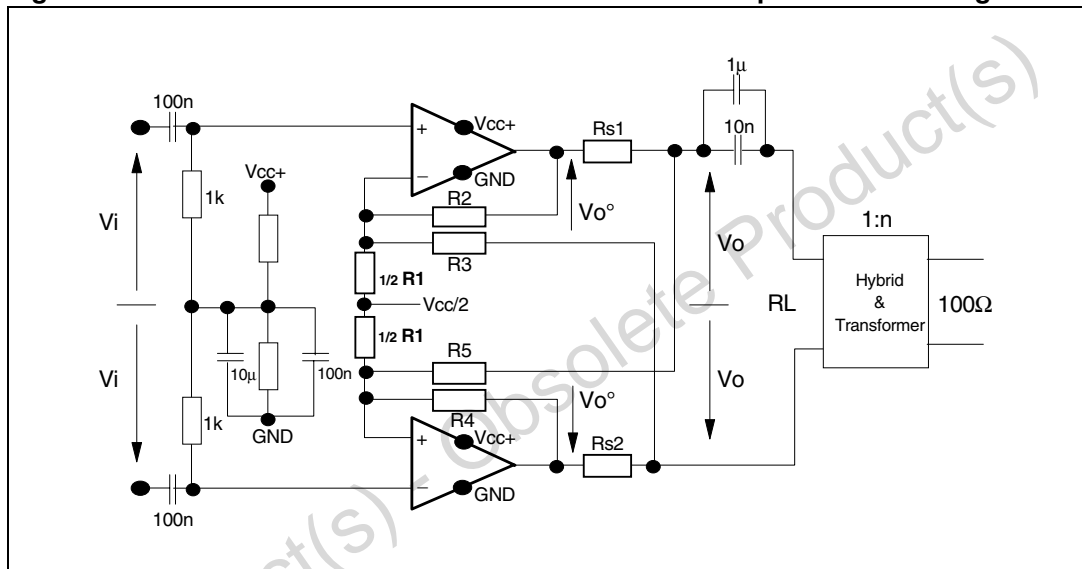 100n
1k
Vcc+
Vi
10µ
100n
GND
Vi
1k
100n
+
Vcc+
GND
−
R2
R3
1/2 R1
Vcc/2
1/2 R1
R5
R4
+
Vcc+
−
GND
Vo°
Vo°
Rs1
Rs2
1µ
10n
Vo
Vo
RL
1:n
Hybrid
&
Transformer
100Ω
ct(s) - Obsolete Product(s)